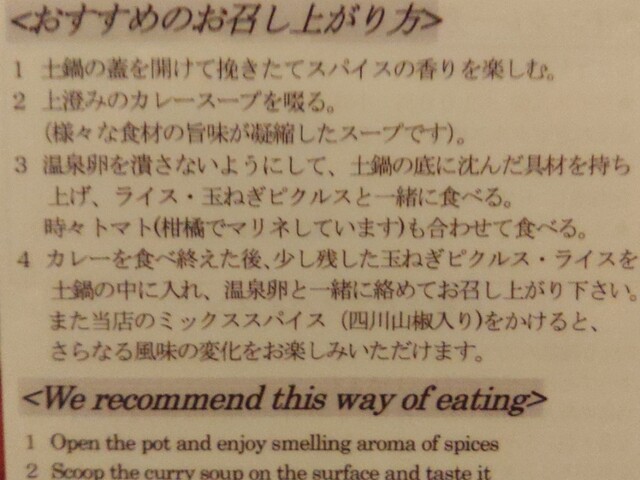 <おすすめのお召し上がり方>
1 土鍋の蓋を開けて挽きたてスパイスの香りを楽しむ。
2 上澄みのカレースープを啜る。
(様々な食材の旨味が凝縮したスープです)。
3 温泉卵を潰さないようにして、土鍋の底に沈んだ具材を持ち
上げ、ライス・玉ねぎピクルスと一緒に食べる。
時々トマト(柑橘でマリネしています)も合わせて食べる。
4 カレーを食べ終えた後、少し残した玉ねぎピクルス・ライスを
土鍋の中に入れ、温泉卵と一緒に絡めてお召し上がり下さい。
また当店のミックススパイス (四川山椒入り)をかけると、
さらなる風味の変化をお楽しみいただけます。
<We recommend this way of eating>
1 Open the pot and enjoy smelling aroma of spices
2 Scoop the curry soup on the surface and taste it